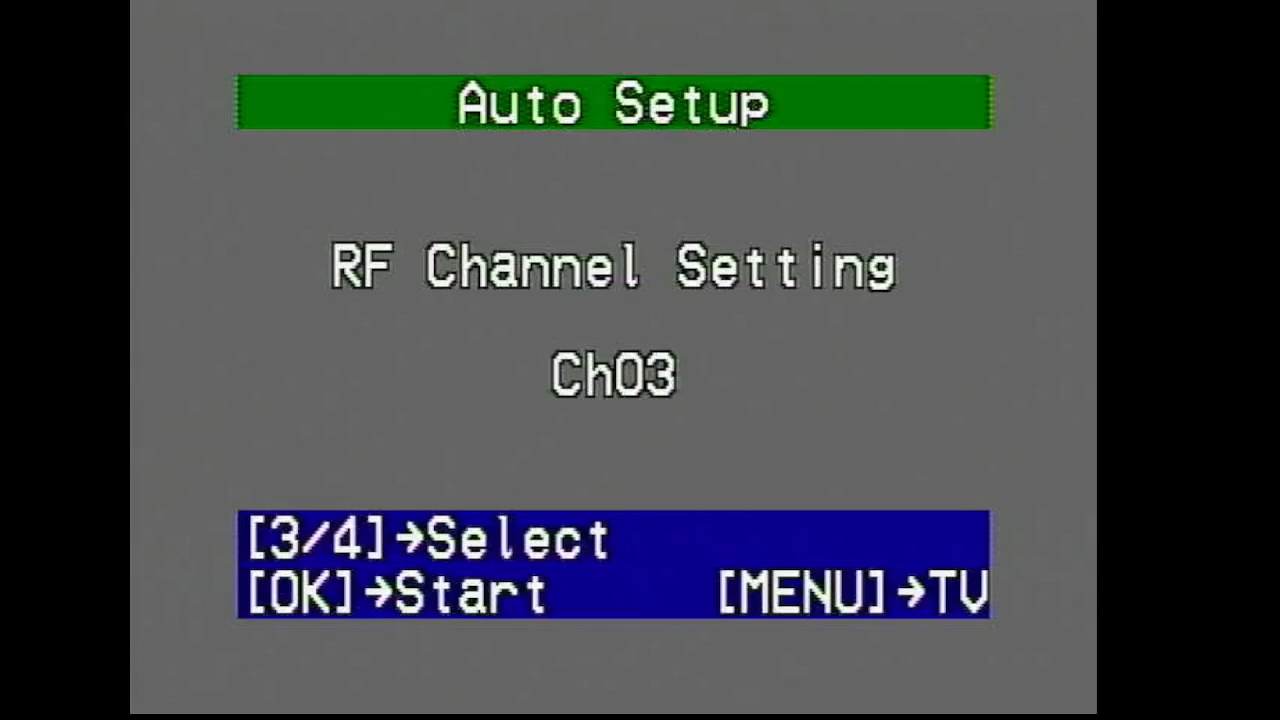 Auto Setup
RF Channel Setting
Ch03
[3/4]→Select
[OK]→Start [MENU]→TV